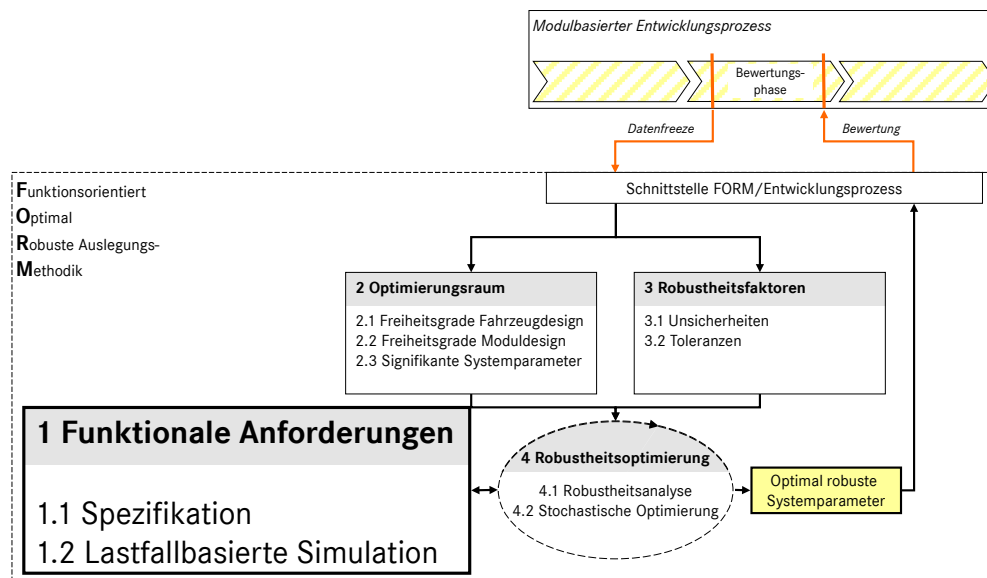 Modulbasierter Entwicklungsprozess
Bewertungs-
phase
Datenfreeze
Bewertung
Funktionsorientiert
Optimal
Robuste Auslegungs-
Methodik
Schnittstelle FORM/Entwicklungsprozess
2 Optimierungsraum
2.1 Freiheitsgrade Fahrzeugdesign
2.2 Freiheitsgrade Moduldesign
2.3 Signifikante Systemparameter
3 Robustheitsfaktoren
3.1 Unsicherheiten
3.2 Toleranzen
1 Funktionale Anforderungen
1.1 Spezifikation
1.2 Lastfallbasierte Simulation
4 Robustheitsoptimierung
4.1 Robustheitsanalyse
4.2 Stochastische Optimierung
Optimal robuste
Systemparameter